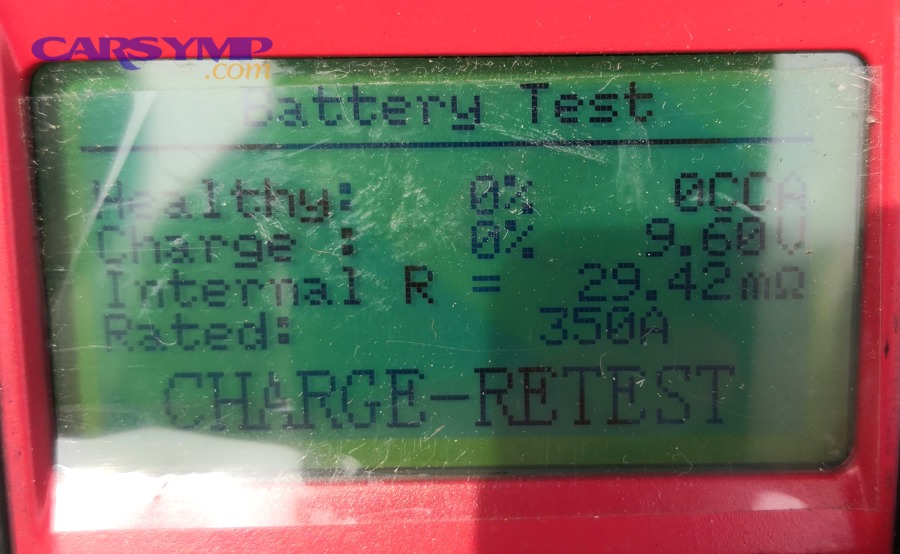 CARSYMP
.com
Battery Test
Healthy: 0% 0CCA
Charge : 0% 9.60V
Internal R = 29.42mΩ
Rated: 350A
CHARGE-RETEST